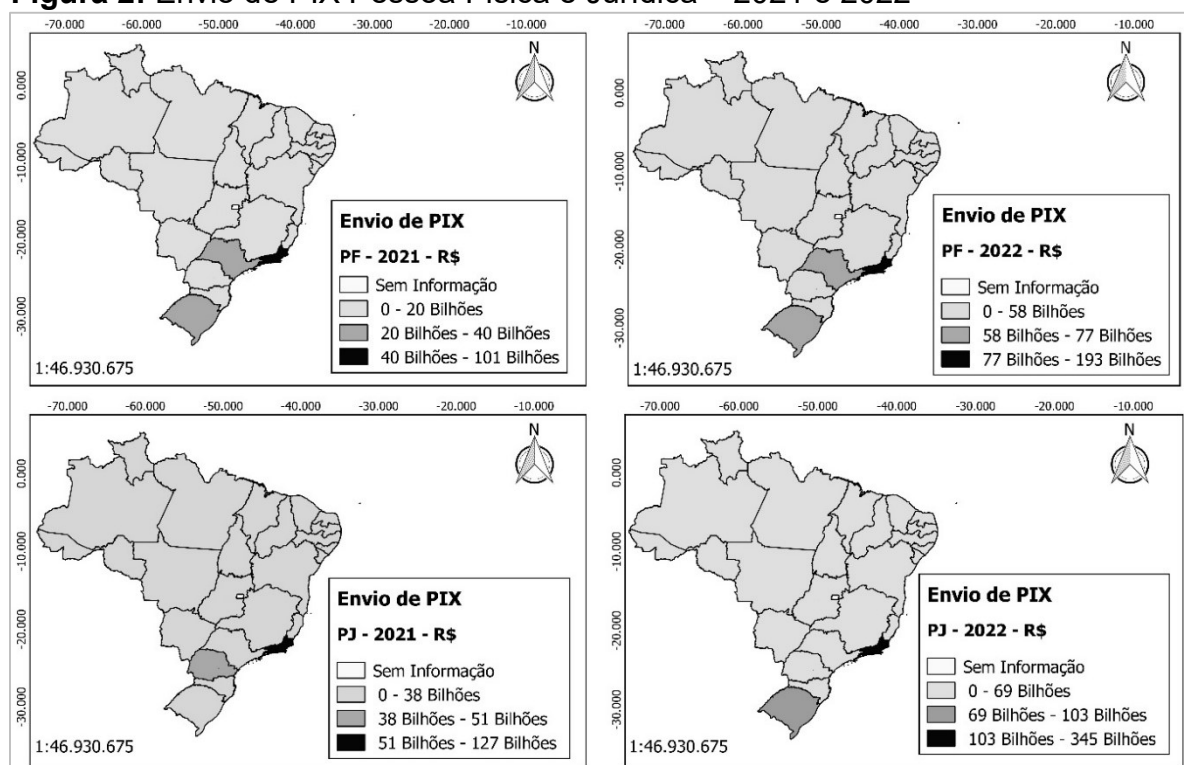 Figura 2: Envio de PIX Pessoa Física e Jurídica – 2021 e 2022
-70.000 -60.000 -50.000 -40.000 -30.000 -20.000 -10.000
0.000
-10.000
-20.000
-30.000
N
Envio de PIX
PF - 2021 - R$
Sem Informação
0 - 20 Bilhões
20 Bilhões - 40 Bilhões
40 Bilhões - 101 Bilhões
1:46.930.675
-70.000 -60.000 -50.000 -40.000 -30.000 -20.000 -10.000
0.000
-10.000
-20.000
-30.000
N
Envio de PIX
PF - 2022 - R$
Sem Informação
0 - 58 Bilhões
58 Bilhões - 77 Bilhões
77 Bilhões - 193 Bilhões
1:46.930.675
-70.000 -60.000 -50.000 -40.000 -30.000 -20.000 -10.000
0.000
-10.000
-20.000
-30.000
N
Envio de PIX
PJ - 2021 - R$
Sem Informação
0 - 38 Bilhões
38 Bilhões - 51 Bilhões
51 Bilhões - 127 Bilhões
1:46.930.675
-70.000 -60.000 -50.000 -40.000 -30.000 -20.000 -10.000
0.000
-10.000
-20.000
-30.000
N
Envio de PIX
PJ - 2022 - R$
Sem Informação
0 - 69 Bilhões
69 Bilhões - 103 Bilhões
103 Bilhões - 345 Bilhões
1:46.930.675